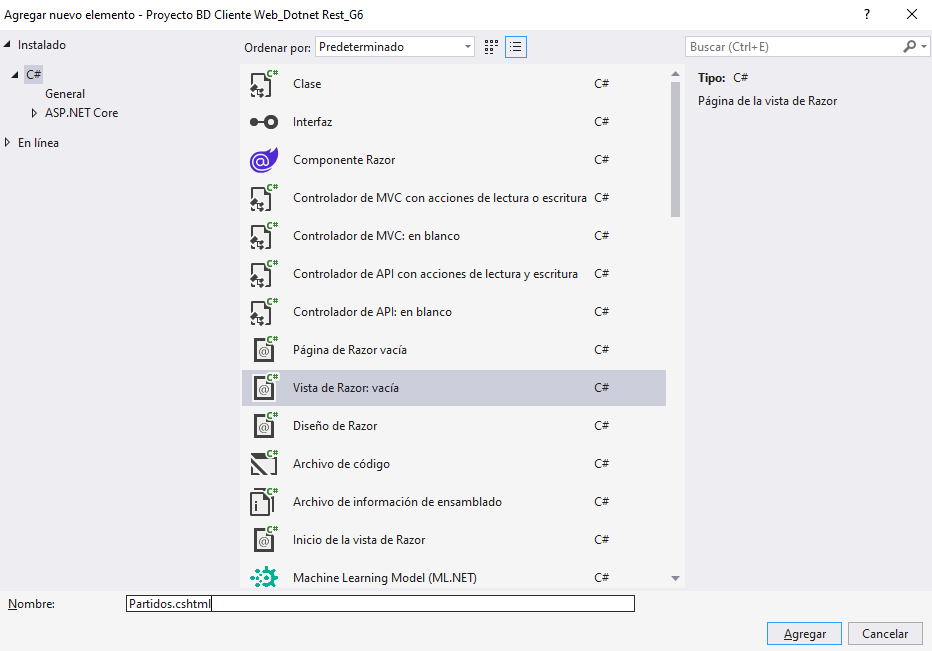 Agregar nuevo elemento - Proyecto BD Cliente Web_Dotnet Rest_G6
?
Instalado
Ordenar por: Predeterminado
Buscar (Ctrl+E)
C#
General
ASP.NET Core
En línea
Clase C#
Interfaz C#
Componente Razor C#
Controlador de MVC con acciones de lectura o escritura C#
Controlador de MVC: en blanco C#
Controlador de API con acciones de lectura y escritura C#
Controlador de API: en blanco C#
Página de Razor vacía C#
Vista de Razor: vacía C#
Diseño de Razor C#
Archivo de código C#
Archivo de información de ensamblado C#
Inicio de la vista de Razor C#
Machine Learning Model (ML.NET) C#
Tipo: C#
Página de la vista de Razor
Nombre: Partidos.cshtml
Agregar Cancelar